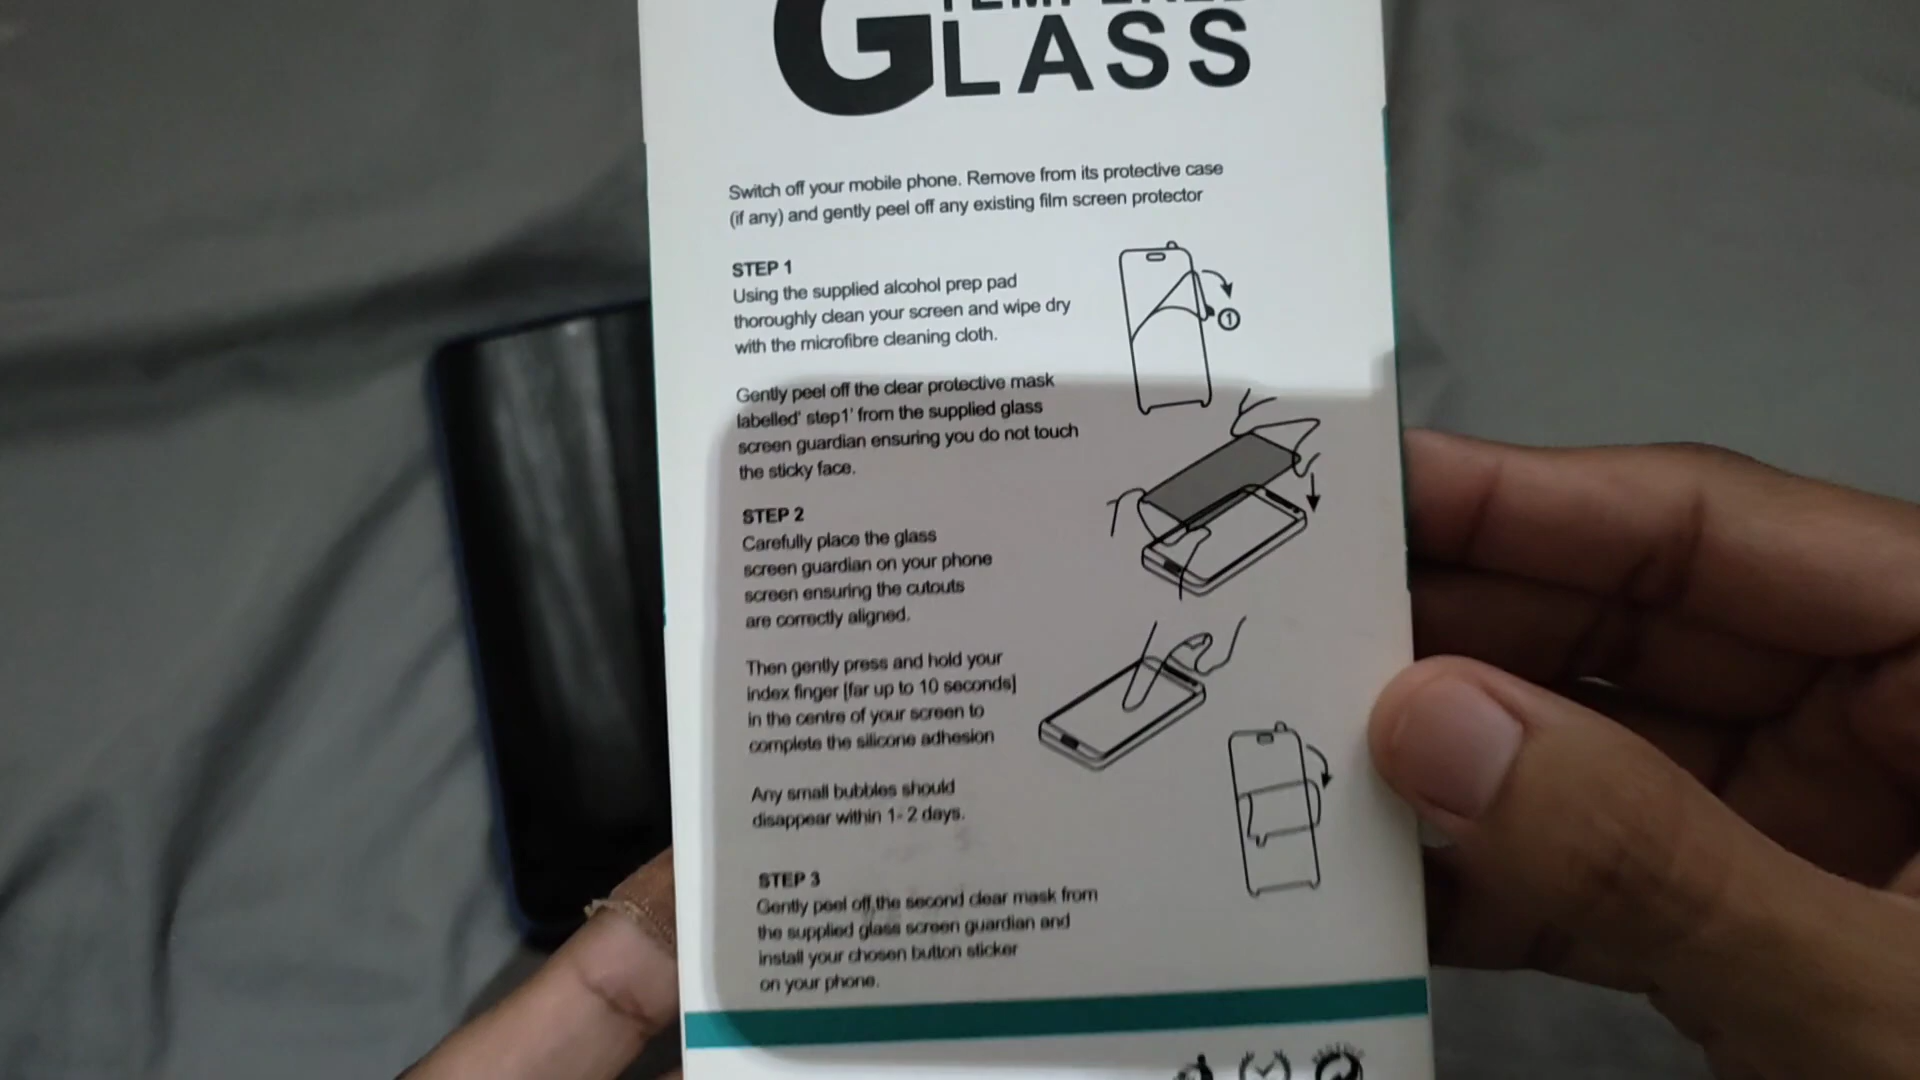 TEMPERED
GLASS
Switch off your mobile phone. Remove from its protective case
(if any) and gently peel off any existing film screen protector
STEP 1
Using the supplied alcohol prep pad
thoroughly clean your screen and wipe dry
with the microfibre cleaning cloth.
1
Gently peel off the clear protective mask
labelled' step1' from the supplied glass
screen guardian ensuring you do not touch
the sticky face.
STEP 2
Carefully place the glass
screen guardian on your phone
screen ensuring the cutouts
are correctly aligned.
Then gently press and hold your
index finger [far up to 10 seconds]
in the centre of your screen to
complete the silicone adhesion
Any small bubbles should
disappear within 1- 2 days.
STEP 3
Gently peel off,the second clear mask from
the supplied glass screen guardian and
install your chosen button sticker
on your phone.